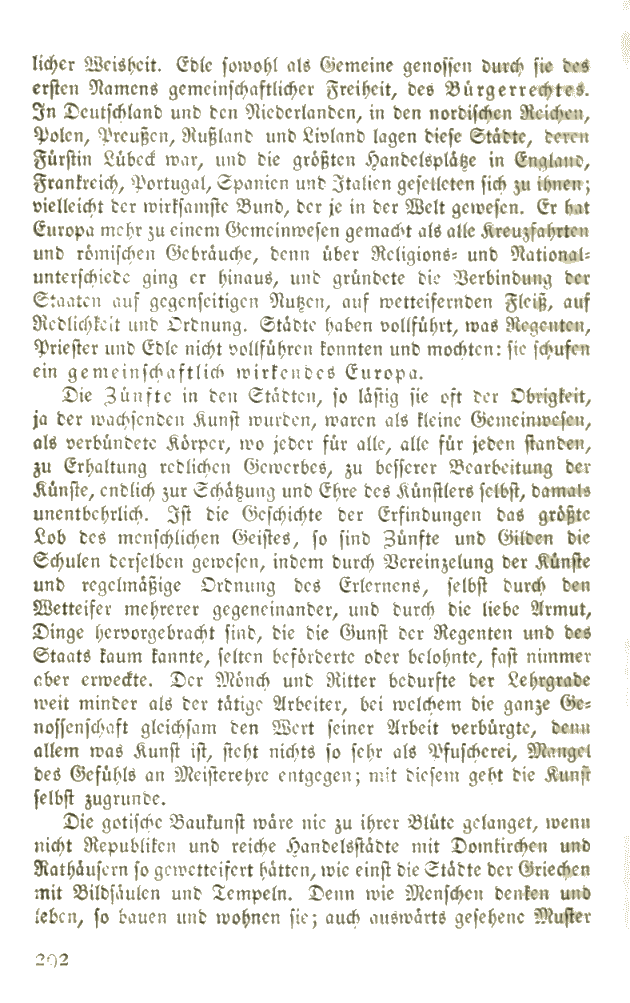 licher Weisheit. Edle sowohl als Gemeine genossen durch sie des
ersten Namens gemeinschaftlicher Freiheit, des Bürgerrechtes.
In Deutschland und den Niederlanden, in den nordischen Reichen,
Polen, Preußen, Rußland und Livland lagen diese Städte, deren
Fürstin Lübeck war, und die größten Handelsplätze in England,
Frankreich, Portugal, Spanien und Italien geselleten sich zu ihnen;
vielleicht der wirksamste Bund, der je in der Welt gewesen. Er hat
Europa mehr zu einem Gemeinwesen gemacht als alle Kreuzfahrten
und römischen Gebräuche, denn über Religions- und National-
unterschiede ging er hinaus, und gründete die Verbindung der
Staaten auf gegenseitigen Nutzen, auf wetteifernden Fleiß, auf
Redlichkeit und Ordnung. Städte haben vollführt, was Regenten,
Priester und Edle nicht vollführen konnten und mochten: sie schufen
ein gemeinschaftlich wirkendes Europa.
Die Zünfte in den Städten, so lästig sie oft der Obrigkeit,
ja der wachsenden Kunst wurden, waren als kleine Gemeinwesen,
als verbündete Körper, wo jeder für alle, alle für jeden standen,
zu Erhaltung redlichen Gewerbes, zu besserer Bearbeitung der
Künste, endlich zur Schätzung und Ehre des Künstlers selbst, damals
unentbehrlich. Ist die Geschichte der Erfindungen das größte
Lob des menschlichen Geistes, so sind Zünfte und Gilden die
Schulen derselben gewesen, indem durch Vereinzelung der Künste
und regelmäßige Ordnung des Erlernens, selbst durch den
Wetteifer mehrerer gegeneinander, und durch die liebe Armut,
Dinge hervorgebracht sind, die die Gunst der Regenten und des
Staats kaum kannte, selten beförderte oder belohnte, fast nimmer
aber erweckte. Der Mönch und Ritter bedurfte der Lehrgrade
weit minder als der tätige Arbeiter, bei welchem die ganze Ge-
nossenschaft gleichsam den Wert seiner Arbeit verbürgte, denn
allem was Kunst ist, steht nichts so sehr als Pfuscherei, Mangel
des Gefühls an Meisterehre entgegen; mit diesem geht die Kunst
selbst zugrunde.
Die gotische Baukunst wäre nie zu ihrer Blüte gelanget, wenn
nicht Republiken und reiche Handelsstädte mit Domkirchen und
Rathäusern so gewetteifert hätten, wie einst die Städte der Griechen
mit Bildsäulen und Tempeln. Denn wie Menschen denken und
leben, so bauen und wohnen sie; auch auswärts gesehene Muster
292